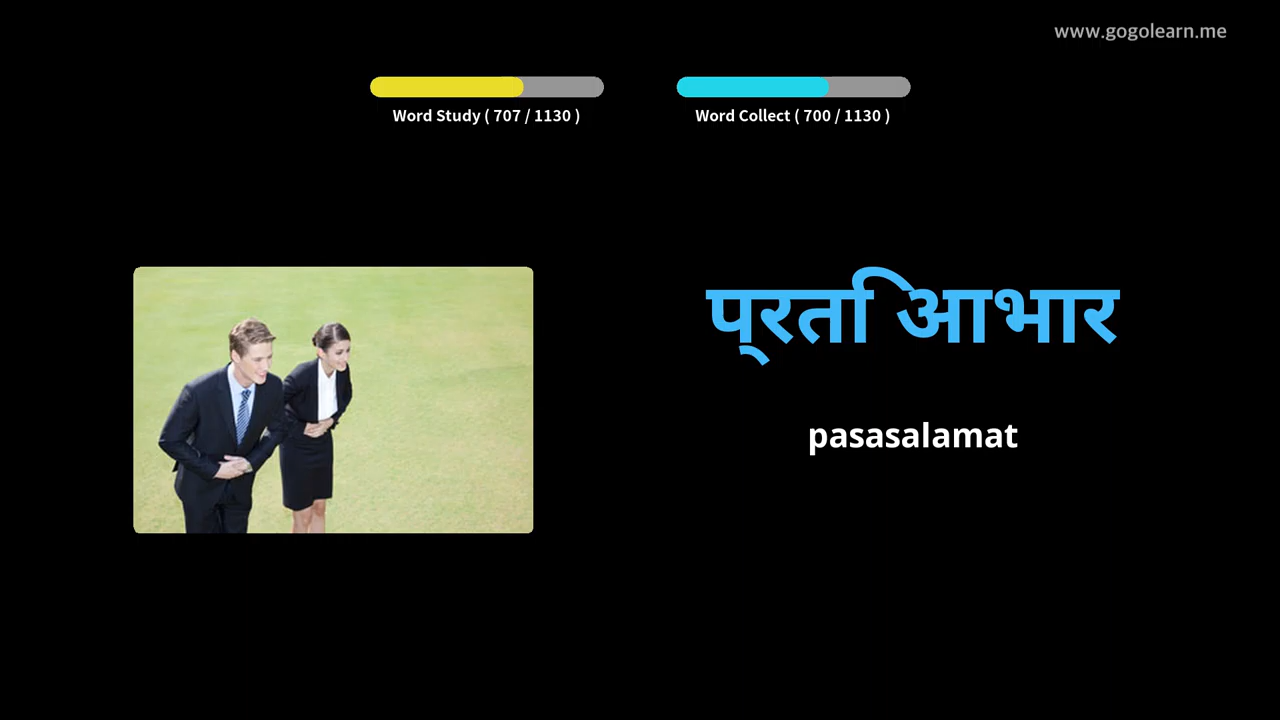 www.gogolearn.me
Word Study ( 707 / 1130 )
Word Collect ( 700 / 1130 )
प्रति आभार
pasasalamat